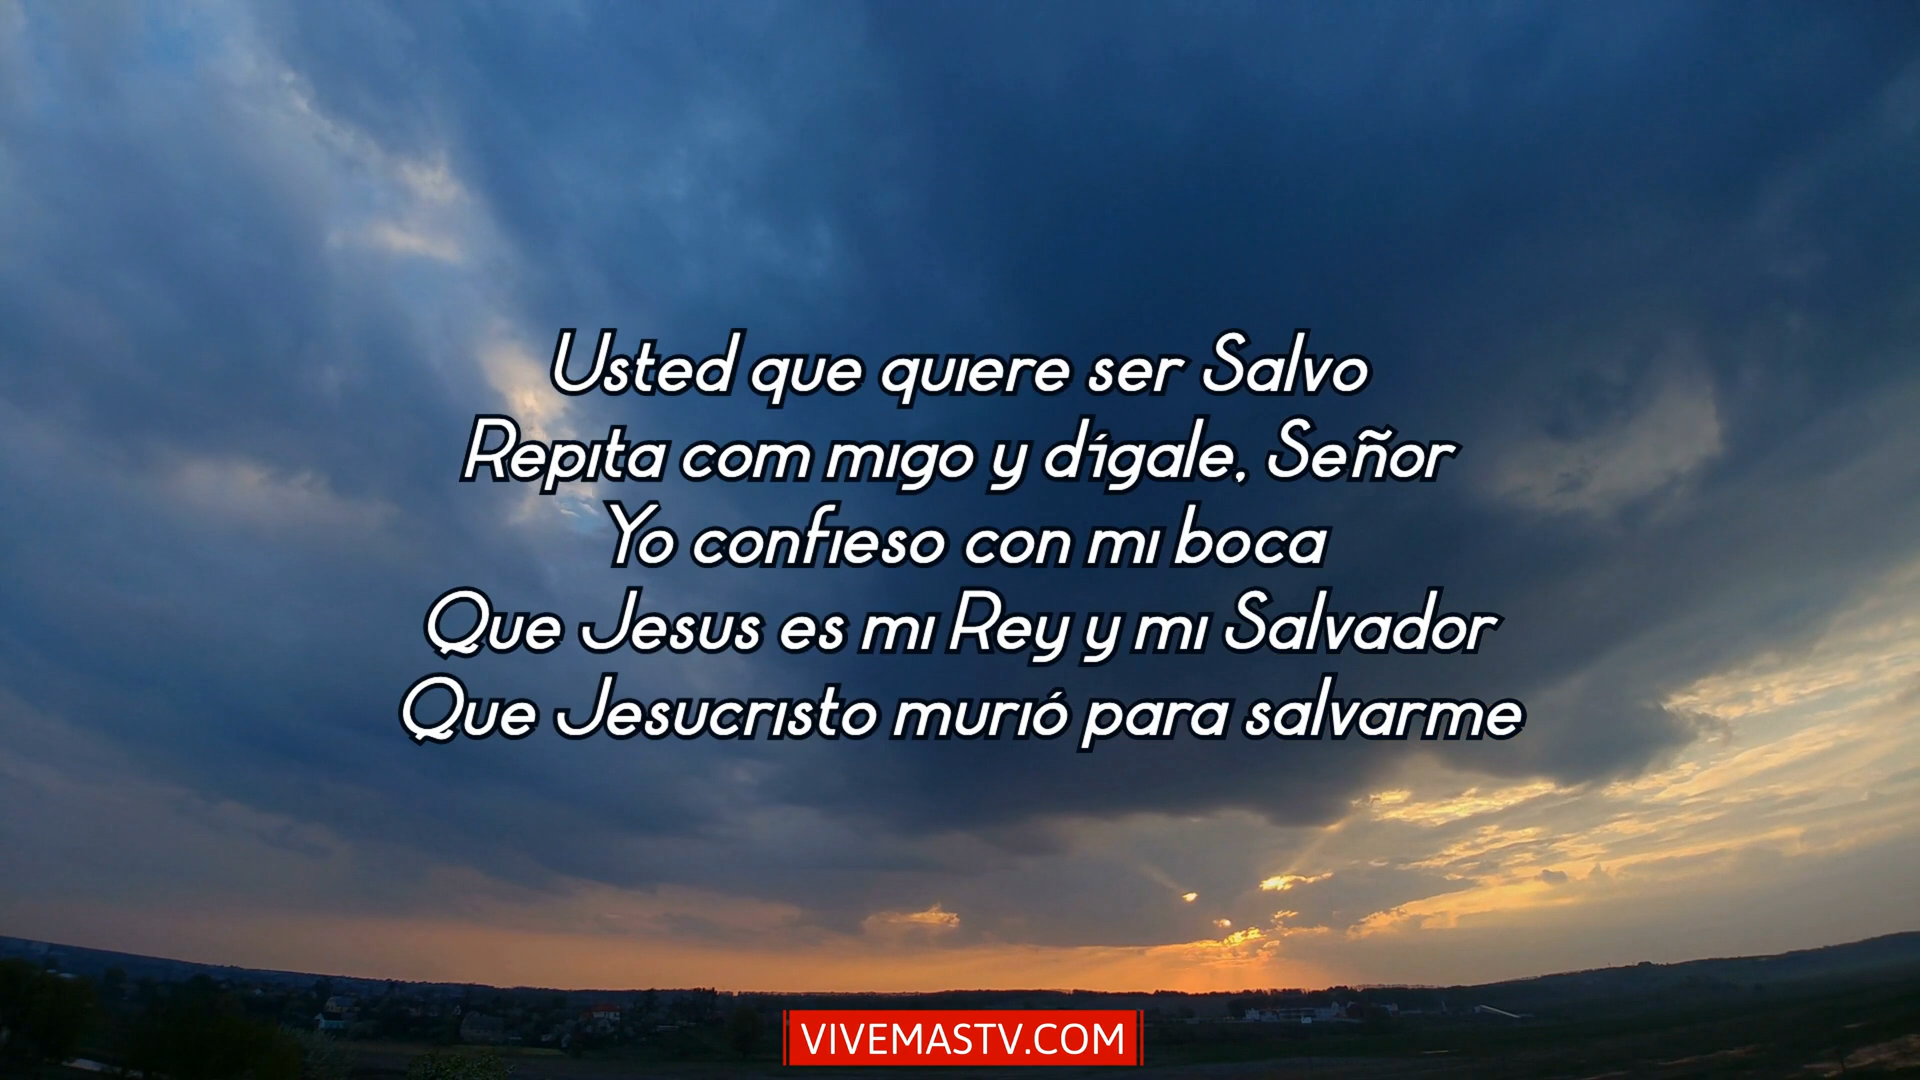 Usted que quiere ser Salvo
Repita com migo y dígale, Señor
Yo confieso con mi boca
Que Jesus es mi Rey y mi Salvador
Que Jesucristo murió para salvarme
VIVEMASTV.COM